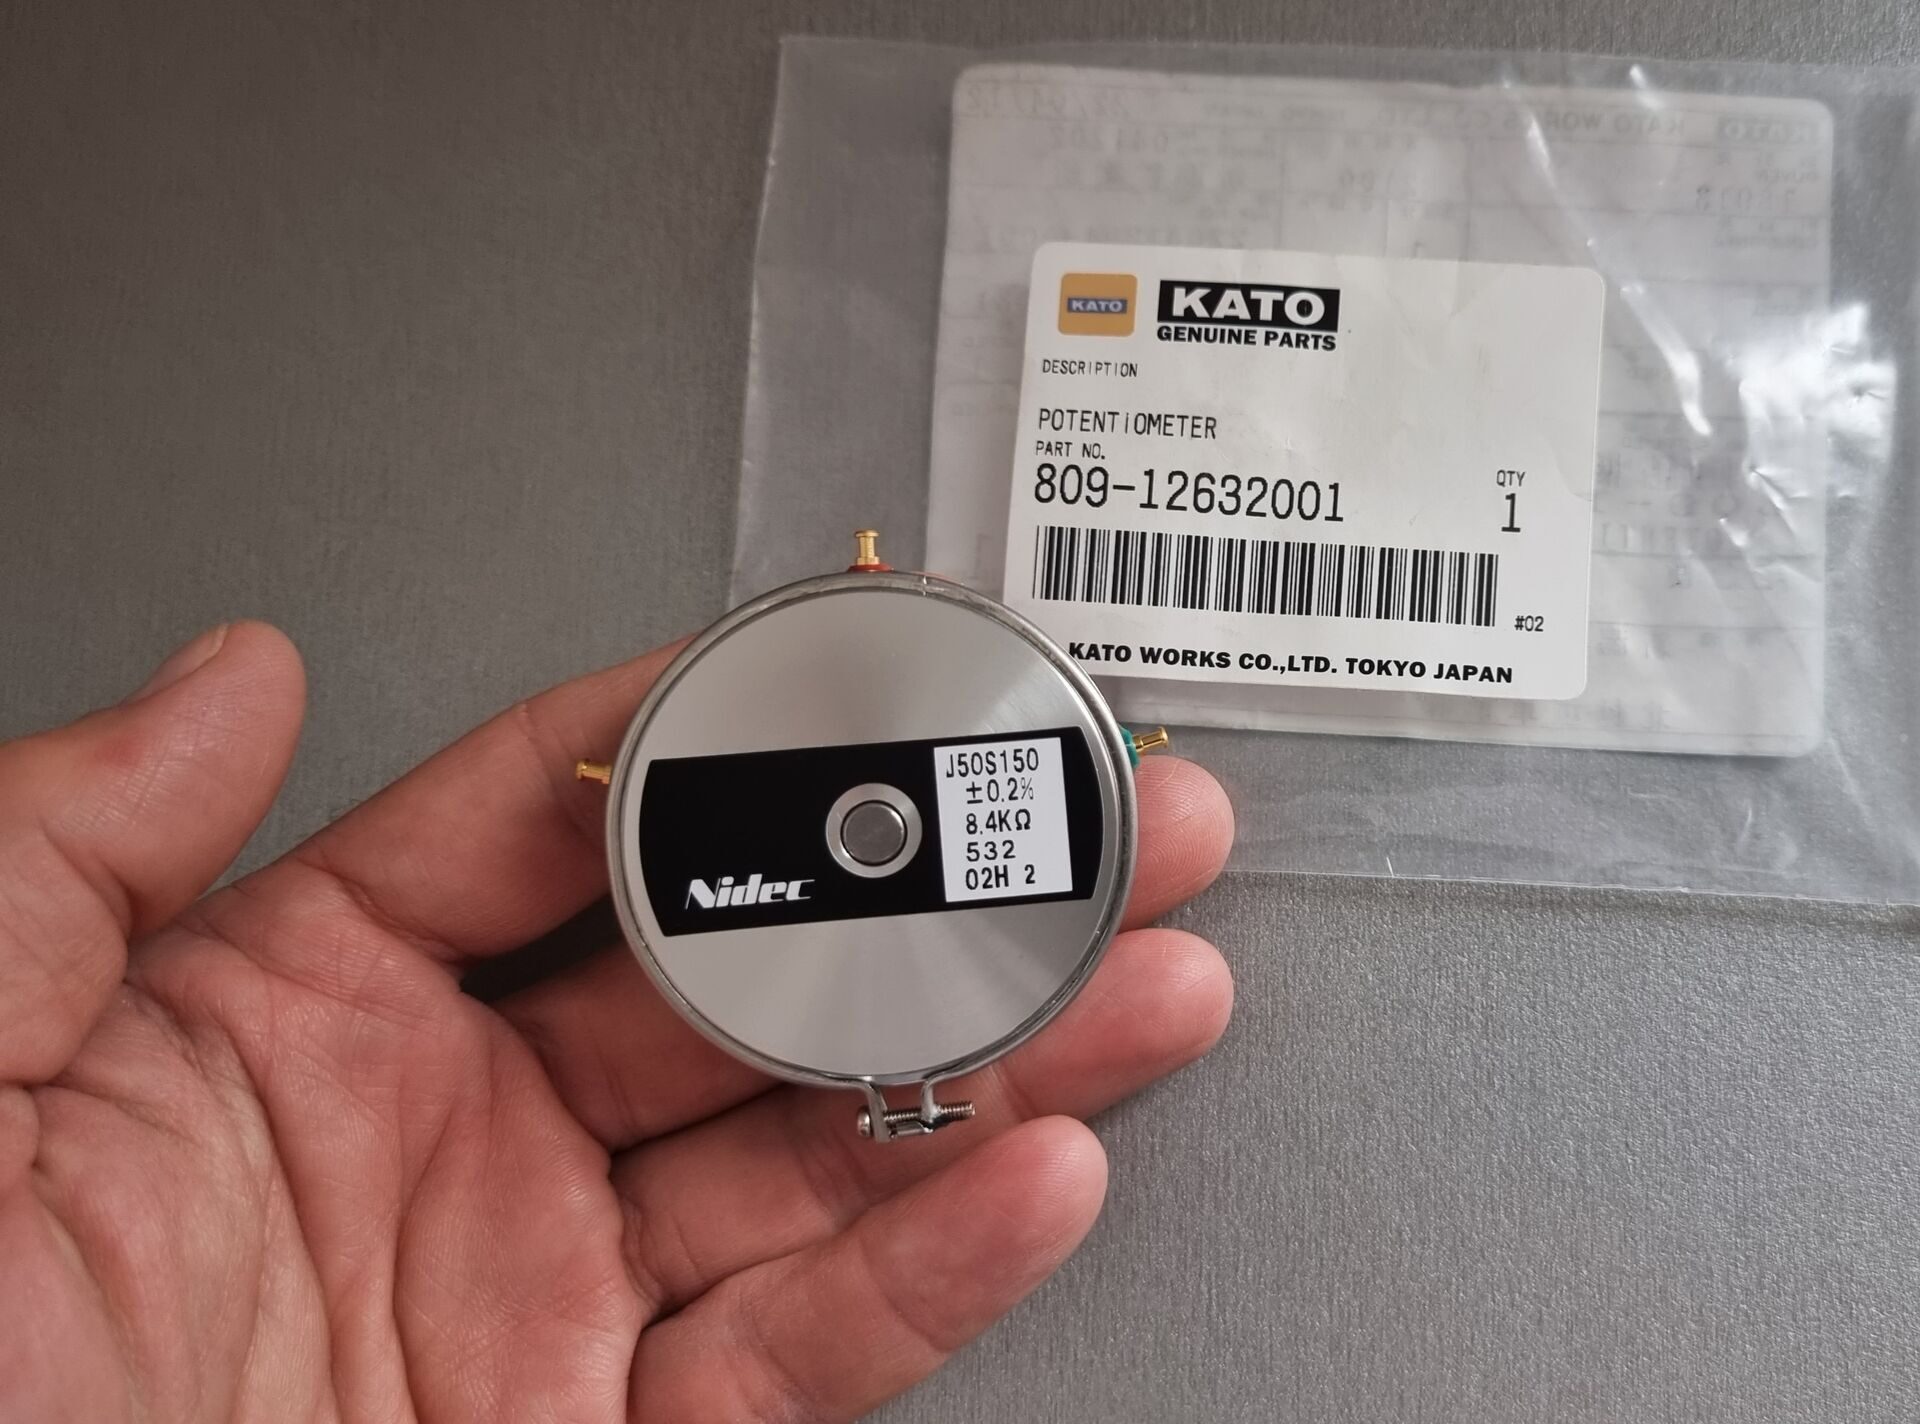 KATO
KATO
GENUINE PARTS
DESCRIPTION
POTENTiOMETER
PART NO.
809-12632001
QTY
1
#02
KATO WORKS CO.,LTD. TOKYO JAPAN
J50S150
±0.2%
8.4KΩ
532
02H 2
Nidec